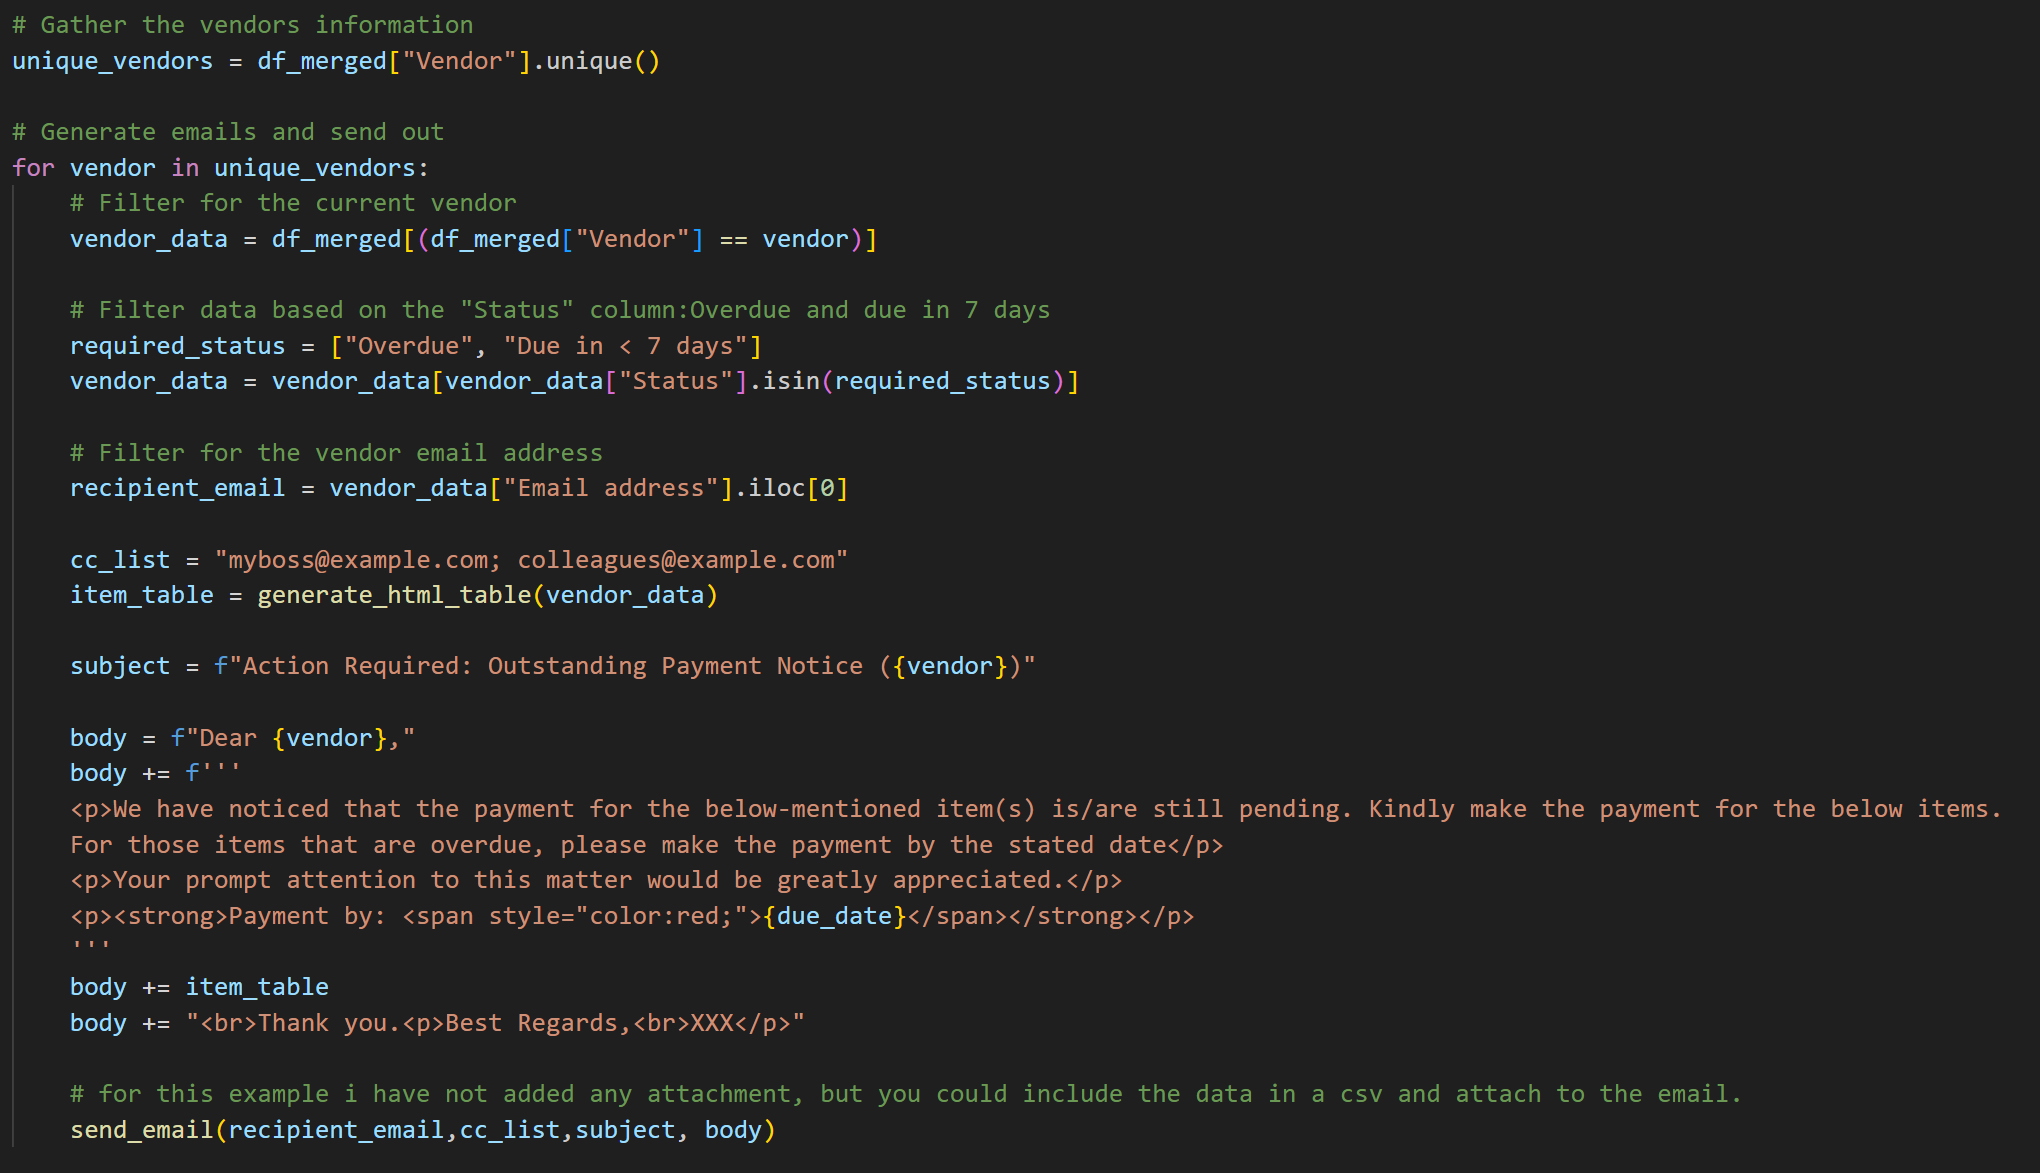 # Gather the vendors information
unique_vendors = df_merged["Vendor"].unique()
# Generate emails and send out
for vendor in unique_vendors:
    # Filter for the current vendor
    vendor_data = df_merged[(df_merged["Vendor"] == vendor)]
    # Filter data based on the "Status" column:Overdue and due in 7 days
    required_status = ["Overdue", "Due in < 7 days"]
    vendor_data = vendor_data[vendor_data["Status"].isin(required_status)]
    # Filter for the vendor email address
    recipient_email = vendor_data["Email address"].iloc[0]
    cc_list = "myboss@example.com; colleagues@example.com"
    item_table = generate_html_table(vendor_data)
    subject = f"Action Required: Outstanding Payment Notice ({vendor})"
    body = f"Dear {vendor},"
    body += f'''
    <p>We have noticed that the payment for the below-mentioned item(s) is/are still pending. Kindly make the payment for the below items.
    For those items that are overdue, please make the payment by the stated date</p>
    <p>Your prompt attention to this matter would be greatly appreciated.</p>
    <p><strong>Payment by: <span style="color:red;">{due_date}</span></strong></p>
    '''
    body += item_table
    body += "<br>Thank you.<p>Best Regards,<br>XXX</p>"
    # for this example i have not added any attachment, but you could include the data in a csv and attach to the email.
    send_email(recipient_email,cc_list,subject, body)